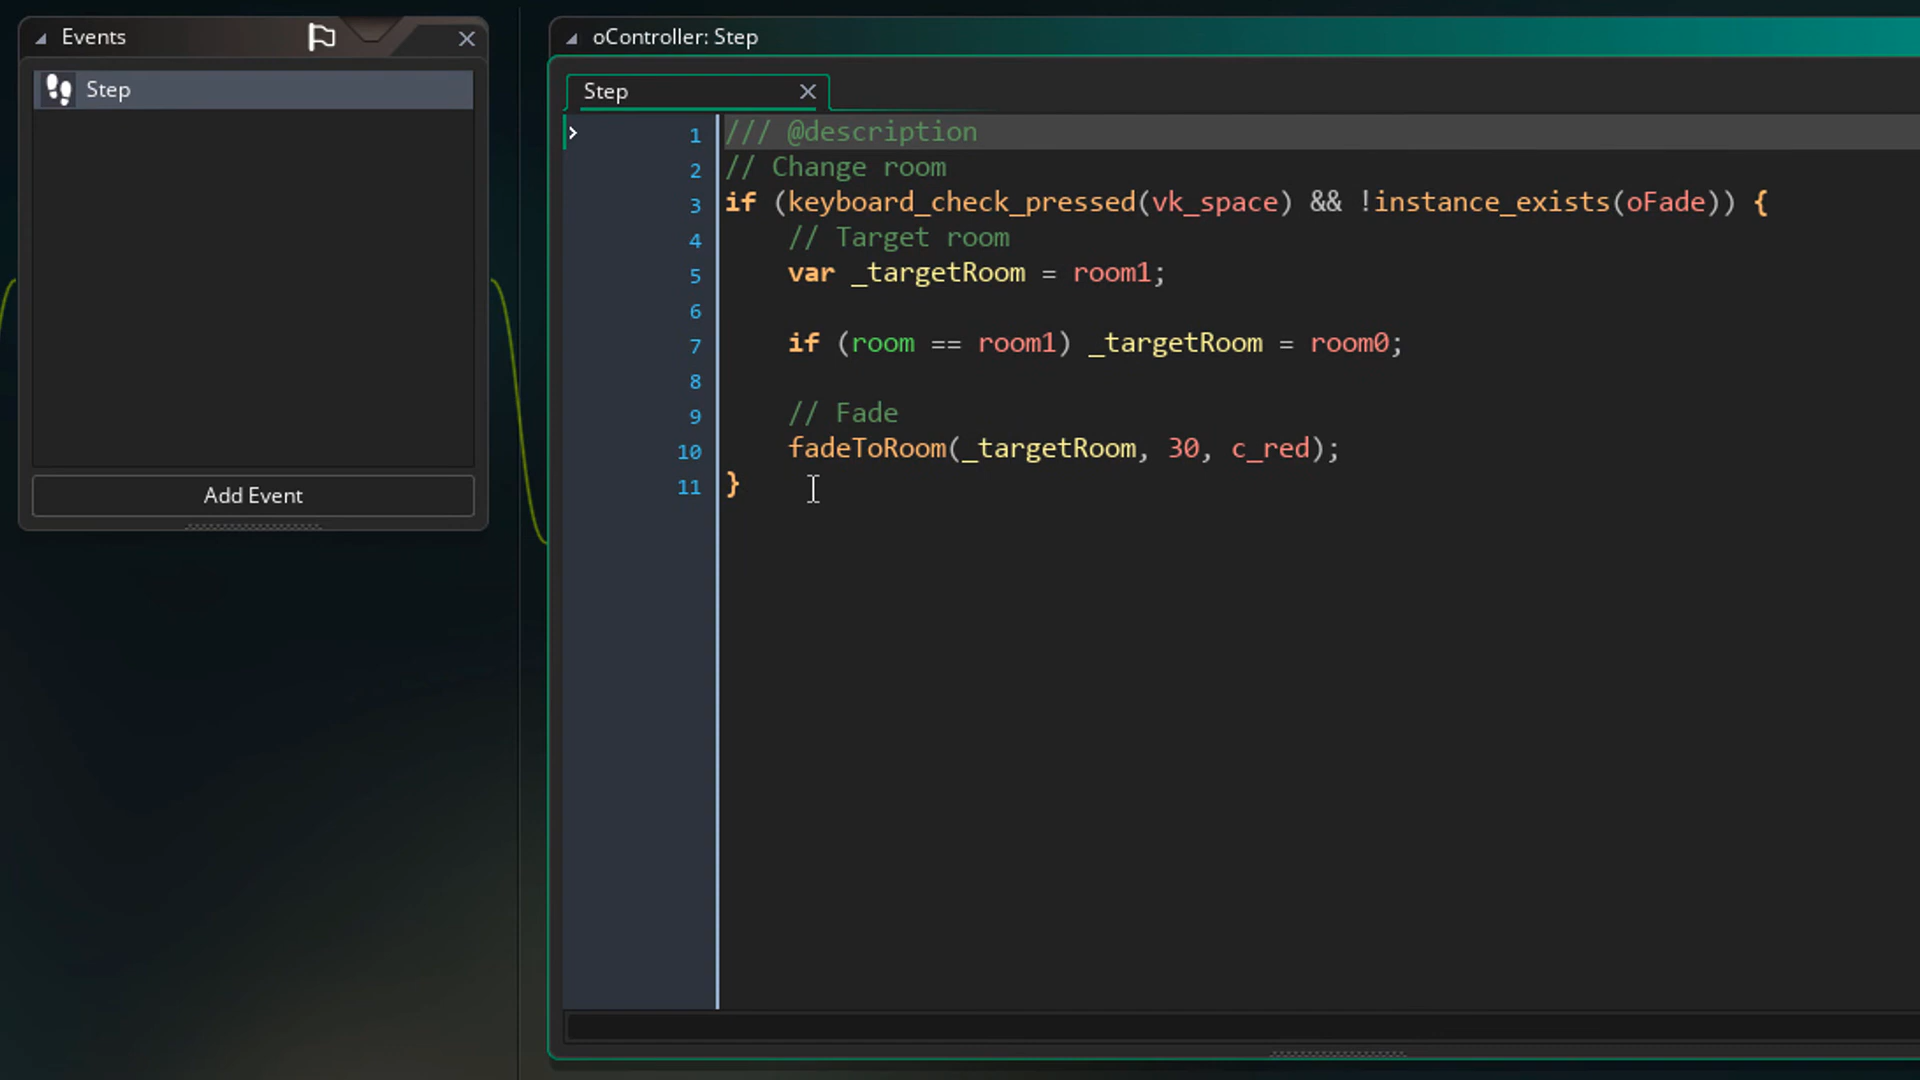 Events
Step
Add Event
oController: Step
Step
1 /// @description
2 // Change room
3 if (keyboard_check_pressed(vk_space) && !instance_exists(oFade)) {
4 // Target room
5 var _targetRoom = room1;
6
7 if (room == room1) _targetRoom = room0;
8
9 // Fade
10 fadeToRoom(_targetRoom, 30, c_red);
11 }